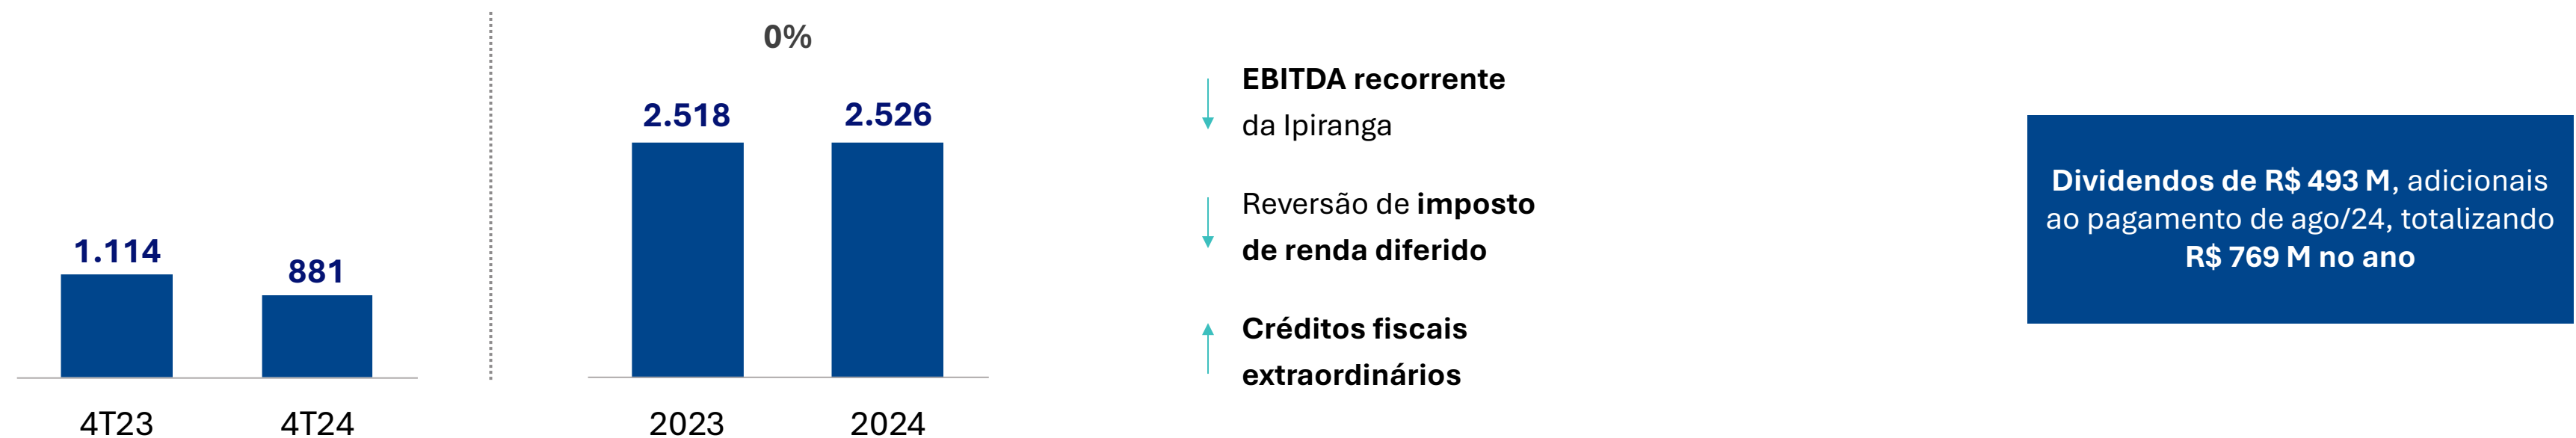 1.114
881
4T23
4T24
0%
2.518
2.526
2023
2024
EBITDA recorrente
da Ipiranga
Reversão de imposto
de renda diferido
Créditos fiscais
extraordinários
Dividendos de R$ 493 M, adicionais
ao pagamento de ago/24, totalizando
R$ 769 M no ano